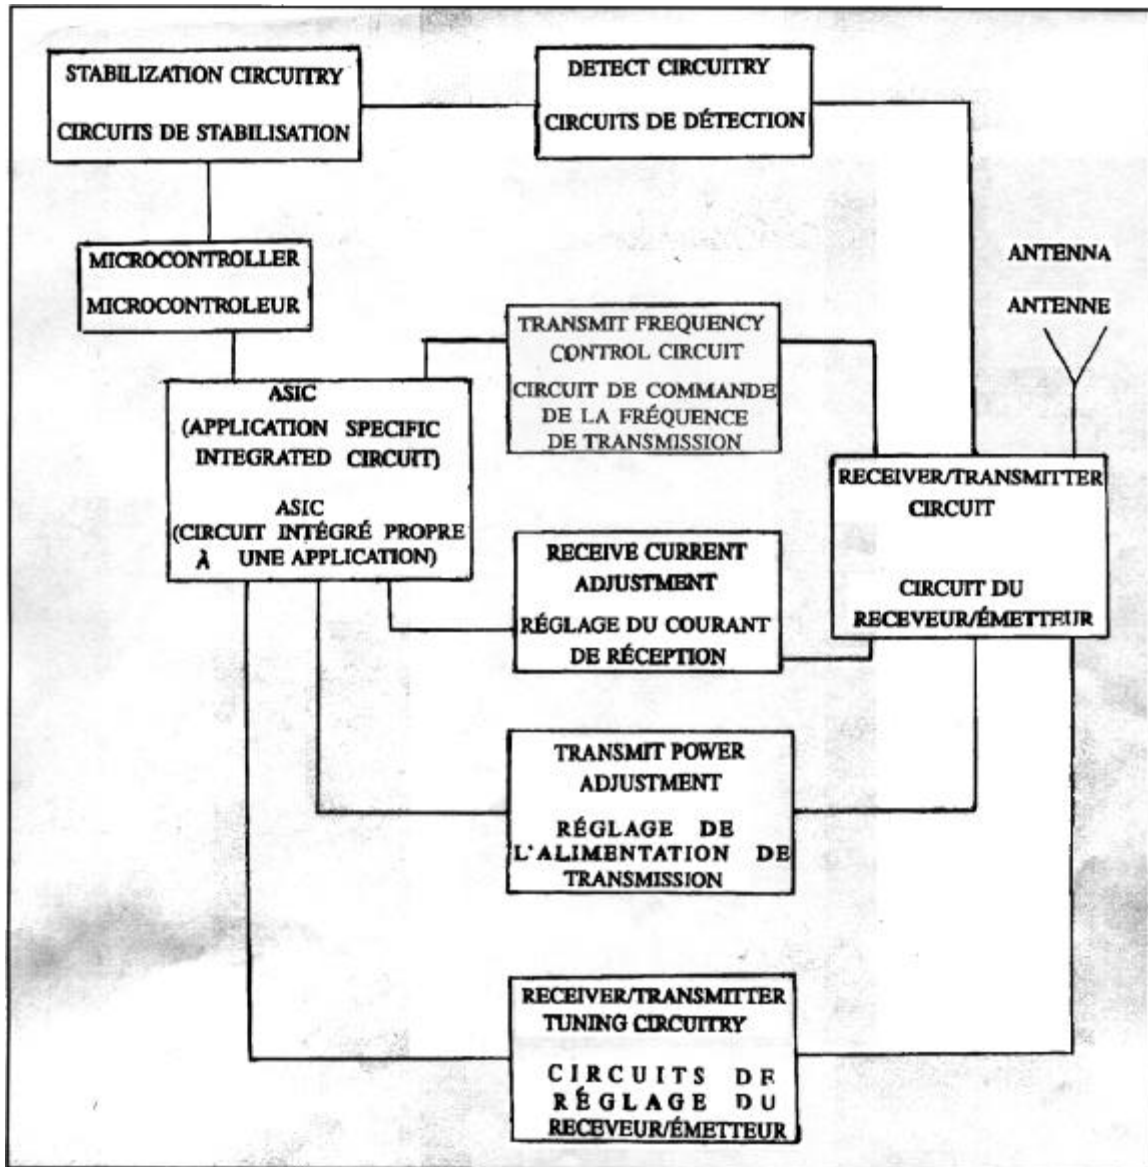 STABILIZATION CIRCUITRY
CIRCUITS DE STABILISATION
DETECT CIRCUITRY
CIRCUITS DE DÉTECTION
MICROCONTROLLER
MICROCONTROLEUR
ANTENNA
ANTENNE
TRANSMIT FREQUENCY
CONTROL CIRCUIT
CIRCUIT DE COMMANDE
DE LA FRÉQUENCE
DE TRANSMISSION
ASIC
(APPLICATION SPECIFIC
INTEGRATED CIRCUIT)
ASIC
(CIRCUIT INTÉGRÉ PROPRE
À UNE APPLICATION)
RECEIVER/TRANSMITTER
CIRCUIT
CIRCUIT DU
RECEVEUR/ÉMETTEUR
RECEIVE CURRENT
ADJUSTMENT
RÉGLAGE DU COURANT
DE RÉCEPTION
TRANSMIT POWER
ADJUSTMENT
RÉGLAGE DE
L'ALIMENTATION DE
TRANSMISSION
RECEIVER/TRANSMITTER
TUNING CIRCUITRY
CIRCUITS DE
RÉGLAGE DU
RECEVEUR/ÉMETTEUR